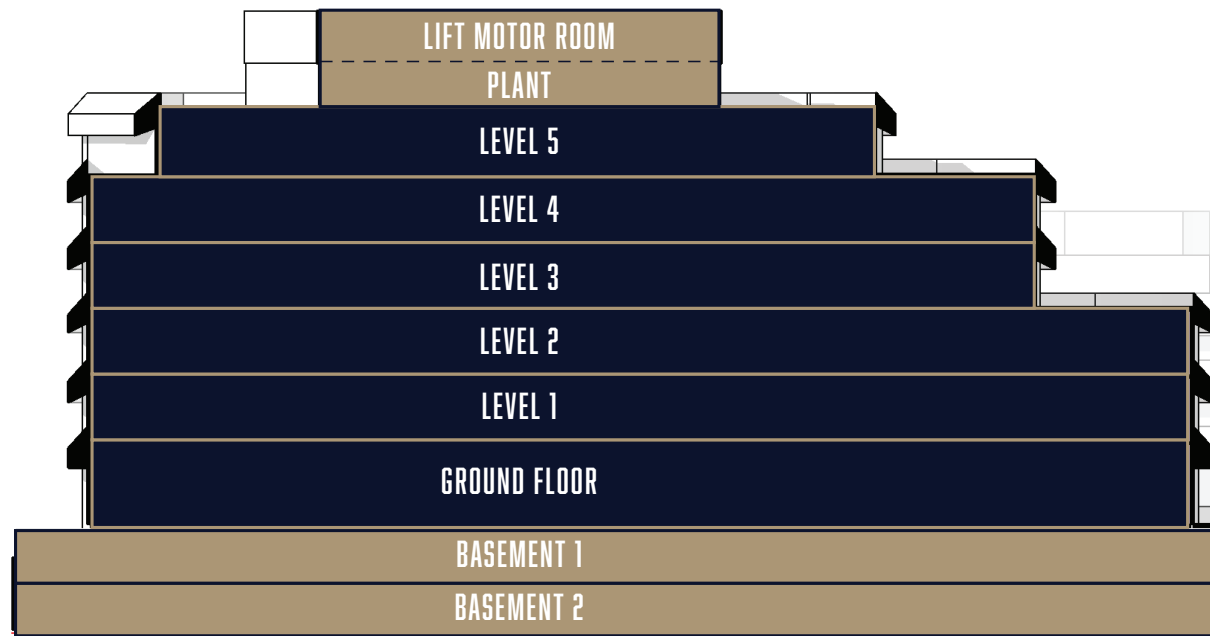 LIFT MOTOR ROOM
PLANT
LEVEL 5
LEVEL 4
LEVEL 3
LEVEL 2
LEVEL 1
GROUND FLOOR
BASEMENT 1
BASEMENT 2